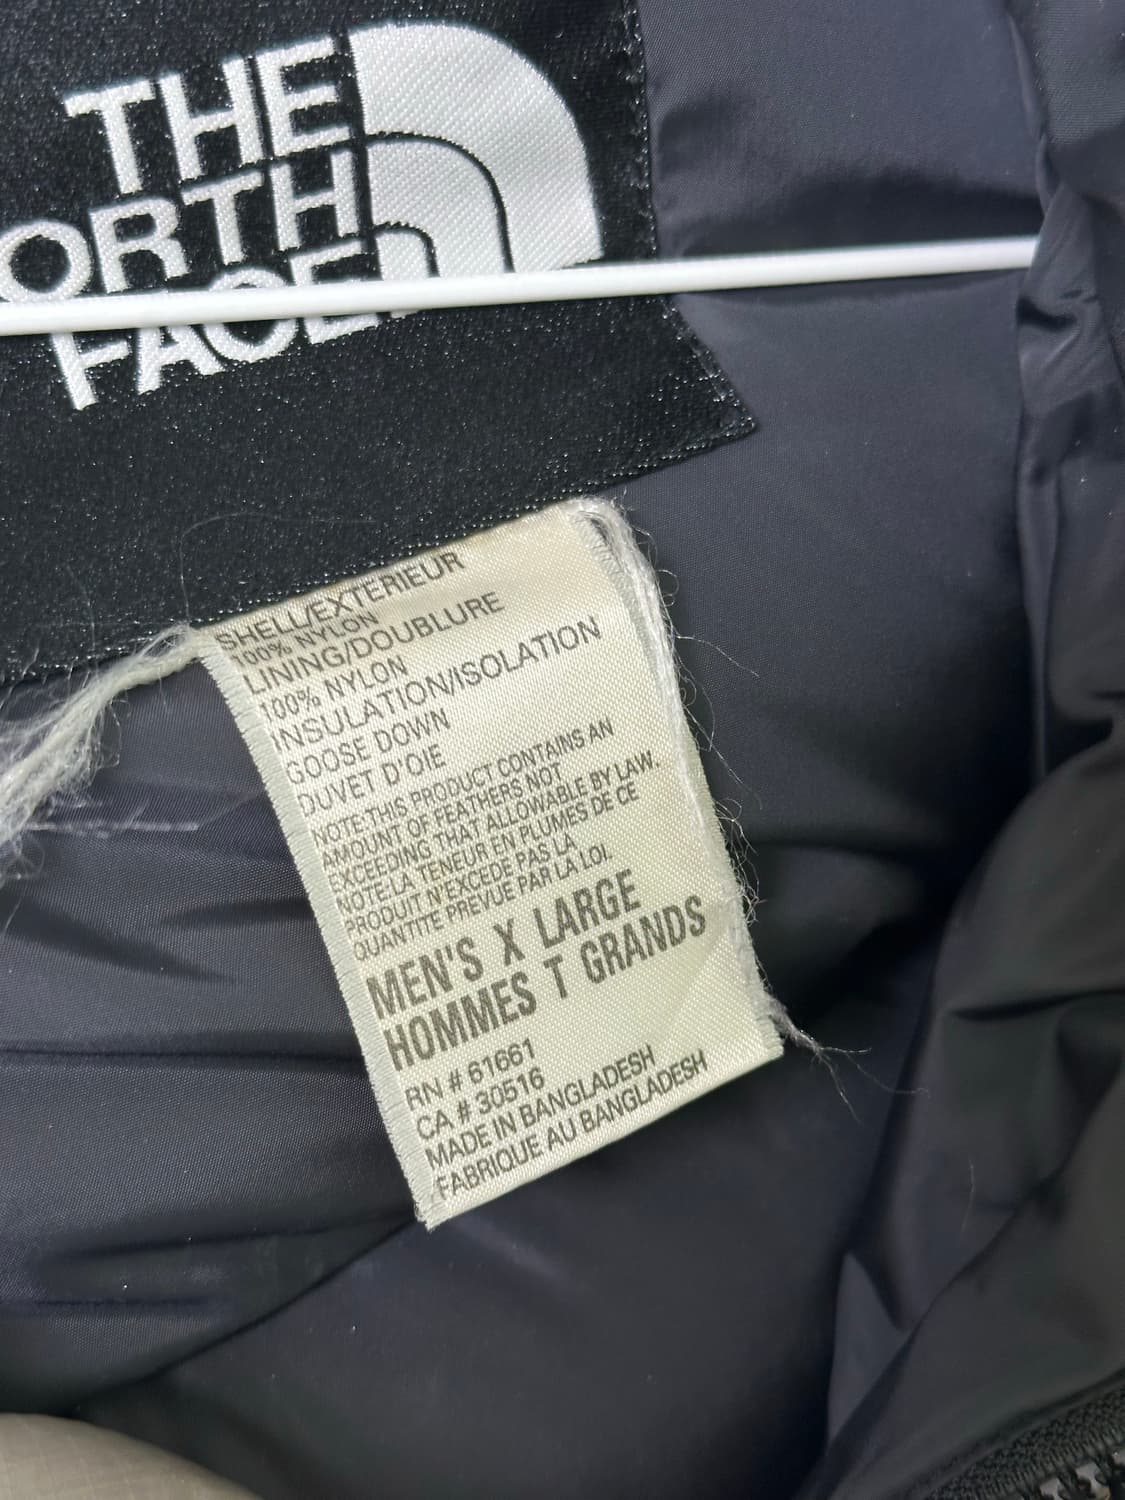 THE
NORTH
FACE
SHELL/EXTERIEUR
100% NYLON
LINING/DOUBLURE
100% NYLON
INSULATION/ISOLATION
GOOSE DOWN
DUVET D'OIE
NOTE:THIS PRODUCT CONTAINS AN
AMOUNT OF FEATHERS NOT
EXCEEDING THAT ALLOWABLE BY LAW.
NOTE:LA TENEUR EN PLUMES DE CE
PRODUIT N'EXCEDE PAS LA
QUANTITE PREVUE PAR LA LOI.
MEN'S X LARGE
HOMMES T GRANDS
RN # 61661
CA # 30516
MADE IN BANGLADESH
FABRIQUE AU BANGLADESH